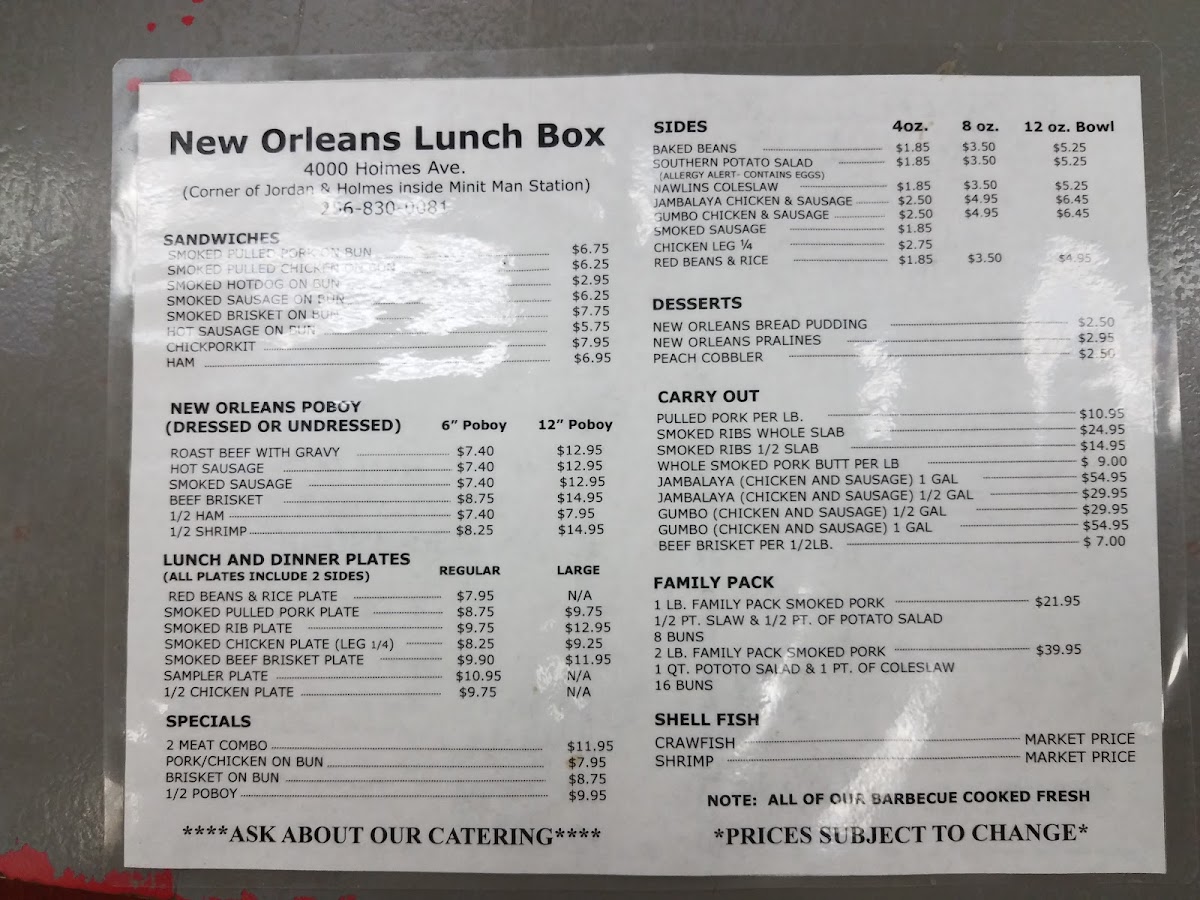 New Orleans Lunch Box
4000 Holmes Ave.
(Corner of Jordan & Holmes inside Minit Man Station)
256-830-0081
SANDWICHES
SMOKED PULLED PORK ON BUN $6.75
SMOKED PULLED CHICKEN ON BUN $6.25
SMOKED HOTDOG ON BUN $2.95
SMOKED SAUSAGE ON BUN $6.25
SMOKED BRISKET ON BUN $7.75
HOT SAUSAGE ON BUN $5.75
CHICKPORKIT $7.95
HAM $6.95
NEW ORLEANS POBOY
(DRESSED OR UNDRESSED) 6” Poboy 12” Poboy
ROAST BEEF WITH GRAVY $7.40 $12.95
HOT SAUSAGE $7.40 $12.95
SMOKED SAUSAGE $7.40 $12.95
BEEF BRISKET $8.75 $14.95
1/2 HAM $7.40 $7.95
1/2 SHRIMP $8.25 $14.95
LUNCH AND DINNER PLATES
(ALL PLATES INCLUDE 2 SIDES) REGULAR LARGE
RED BEANS & RICE PLATE $7.95 N/A
SMOKED PULLED PORK PLATE $8.75 $9.75
SMOKED RIB PLATE $9.75 $12.95
SMOKED CHICKEN PLATE (LEG 1/4) $8.25 $9.25
SMOKED BEEF BRISKET PLATE $9.90 $11.95
SAMPLER PLATE $10.95 N/A
1/2 CHICKEN PLATE $9.75 N/A
SPECIALS
2 MEAT COMBO $11.95
PORK/CHICKEN ON BUN $7.95
BRISKET ON BUN $8.75
1/2 POBOY $9.95
****ASK ABOUT OUR CATERING****
SIDES 4oz. 8 oz. 12 oz. Bowl
BAKED BEANS $1.85 $3.50 $5.25
SOUTHERN POTATO SALAD $1.85 $3.50 $5.25
(ALLERGY ALERT- CONTAINS EGGS)
NAWLINS COLESLAW $1.85 $3.50 $5.25
JAMBALAYA CHICKEN & SAUSAGE $2.50 $4.95 $6.45
GUMBO CHICKEN & SAUSAGE $2.50 $4.95 $6.45
SMOKED SAUSAGE $1.85
CHICKEN LEG ¼ $2.75
RED BEANS & RICE $1.85 $3.50 $4.95
DESSERTS
NEW ORLEANS BREAD PUDDING $2.50
NEW ORLEANS PRALINES $2.95
PEACH COBBLER $2.50
CARRY OUT
PULLED PORK PER LB. $10.95
SMOKED RIBS WHOLE SLAB $24.95
SMOKED RIBS 1/2 SLAB $14.95
WHOLE SMOKED PORK BUTT PER LB $ 9.00
JAMBALAYA (CHICKEN AND SAUSAGE) 1 GAL $54.95
JAMBALAYA (CHICKEN AND SAUSAGE) 1/2 GAL $29.95
GUMBO (CHICKEN AND SAUSAGE) 1/2 GAL $29.95
GUMBO (CHICKEN AND SAUSAGE) 1 GAL $54.95
BEEF BRISKET PER 1/2LB. $ 7.00
FAMILY PACK
1 LB. FAMILY PACK SMOKED PORK $21.95
1/2 PT. SLAW & 1/2 PT. OF POTATO SALAD
8 BUNS
2 LB. FAMILY PACK SMOKED PORK $39.95
1 QT. POTOTO SALAD & 1 PT. OF COLESLAW
16 BUNS
SHELL FISH
CRAWFISH MARKET PRICE
SHRIMP MARKET PRICE
NOTE: ALL OF OUR BARBECUE COOKED FRESH
*PRICES SUBJECT TO CHANGE*